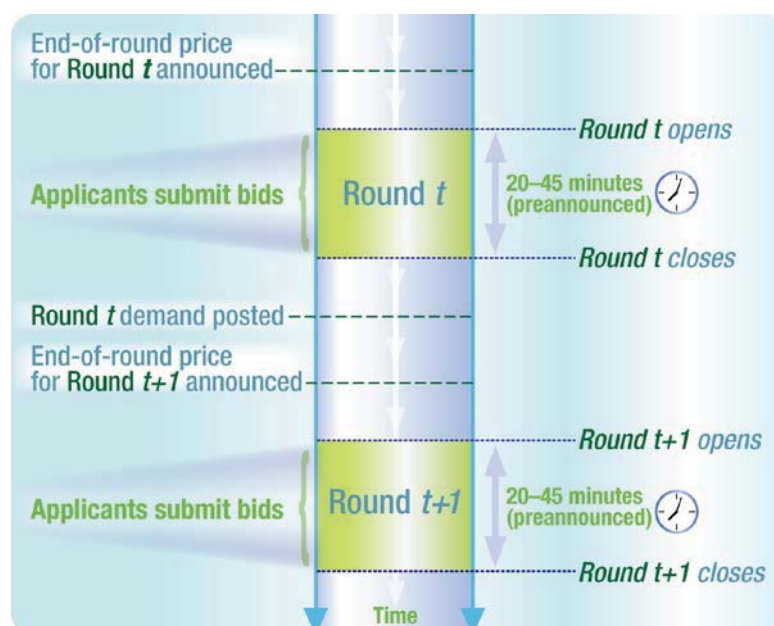 End-of-round price
for Round t announced
Round t opens
Applicants submit bids
Round t
20–45 minutes
(preannounced)
Round t closes
Round t demand posted
End-of-round price
for Round t+1 announced
Round t+1 opens
Applicants submit bids
Round t+1
20–45 minutes
(preannounced)
Round t+1 closes
Time